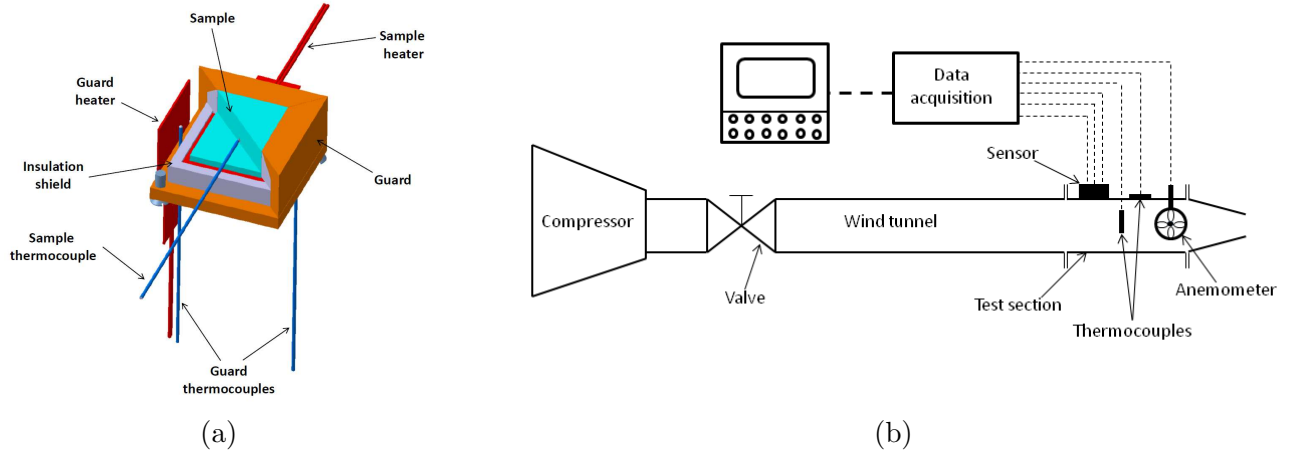 Sample
Sample
heater
Guard
heater
Insulation
shield
Guard
Sample
thermocouple
Guard
thermocouples
(a)
Data
acquisition
Sensor
Compressor
Wind tunnel
Valve
Test section
Anemometer
Thermocouples
(b)